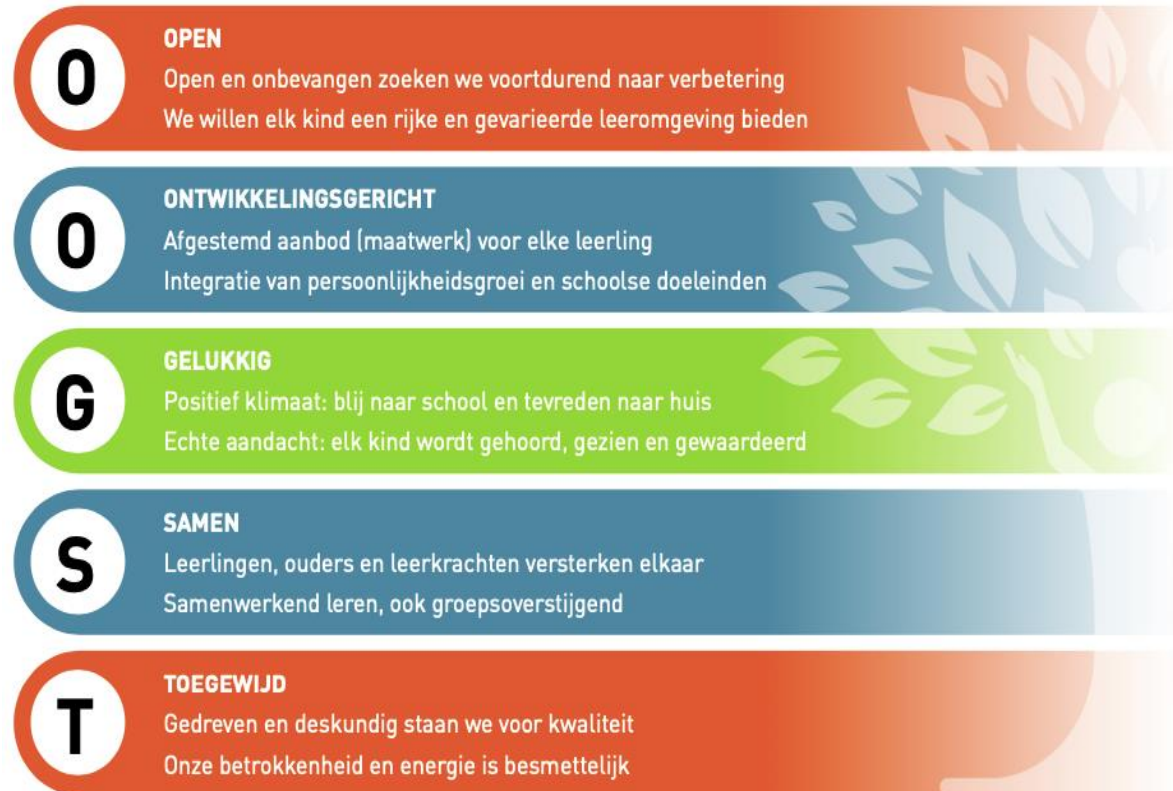 O
OPEN
Open en onbevangen zoeken we voortdurend naar verbetering
We willen elk kind een rijke en gevarieerde leeromgeving bieden
O
ONTWIKKELINGSGERICHT
Afgestemd aanbod (maatwerk) voor elke leerling
Integratie van persoonlijkheidsgroei en schoolse doeleinden
G
GELUKKIG
Positief klimaat: blij naar school en tevreden naar huis
Echte aandacht: elk kind wordt gehoord, gezien en gewaardeerd
S
SAMEN
Leerlingen, ouders en leerkrachten versterken elkaar
Samenwerkend leren, ook groepsoverstijgend
T
TOEGEWIJD
Gedreven en deskundig staan we voor kwaliteit
Onze betrokkenheid en energie is besmettelijk